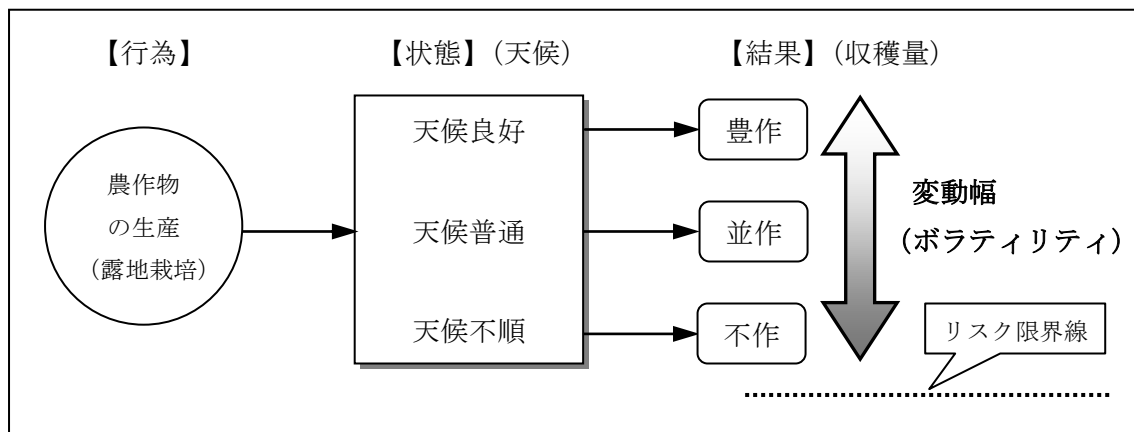 【行為】
【状態】(天候)
【結果】(収穫量)
農作物
の生産
（露地栽培）
天候良好
天候普通
天候不順
豊作
並作
不作
変動幅
（ボラティリティ）
リスク限界線